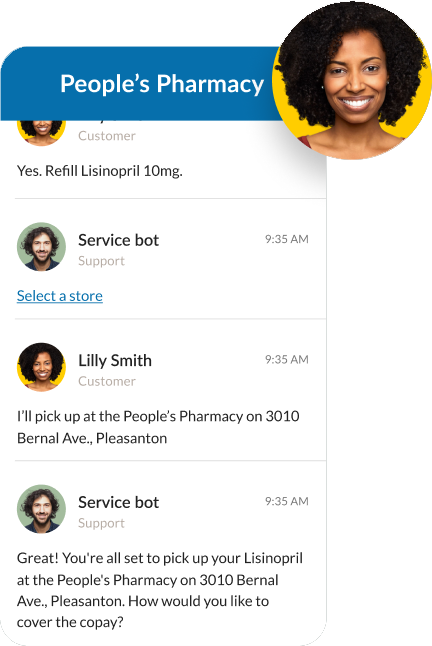 People’s Pharmacy
Customer
Yes. Refill Lisinopril 10mg.
Service bot 9:35 AM
Support
Select a store
Lilly Smith 9:35 AM
Customer
I’ll pick up at the People’s Pharmacy on 3010
Bernal Ave., Pleasanton
Service bot 9:35 AM
Support
Great! You're all set to pick up your Lisinopril
at the People's Pharmacy on 3010 Bernal
Ave., Pleasanton. How would you like to
cover the copay?